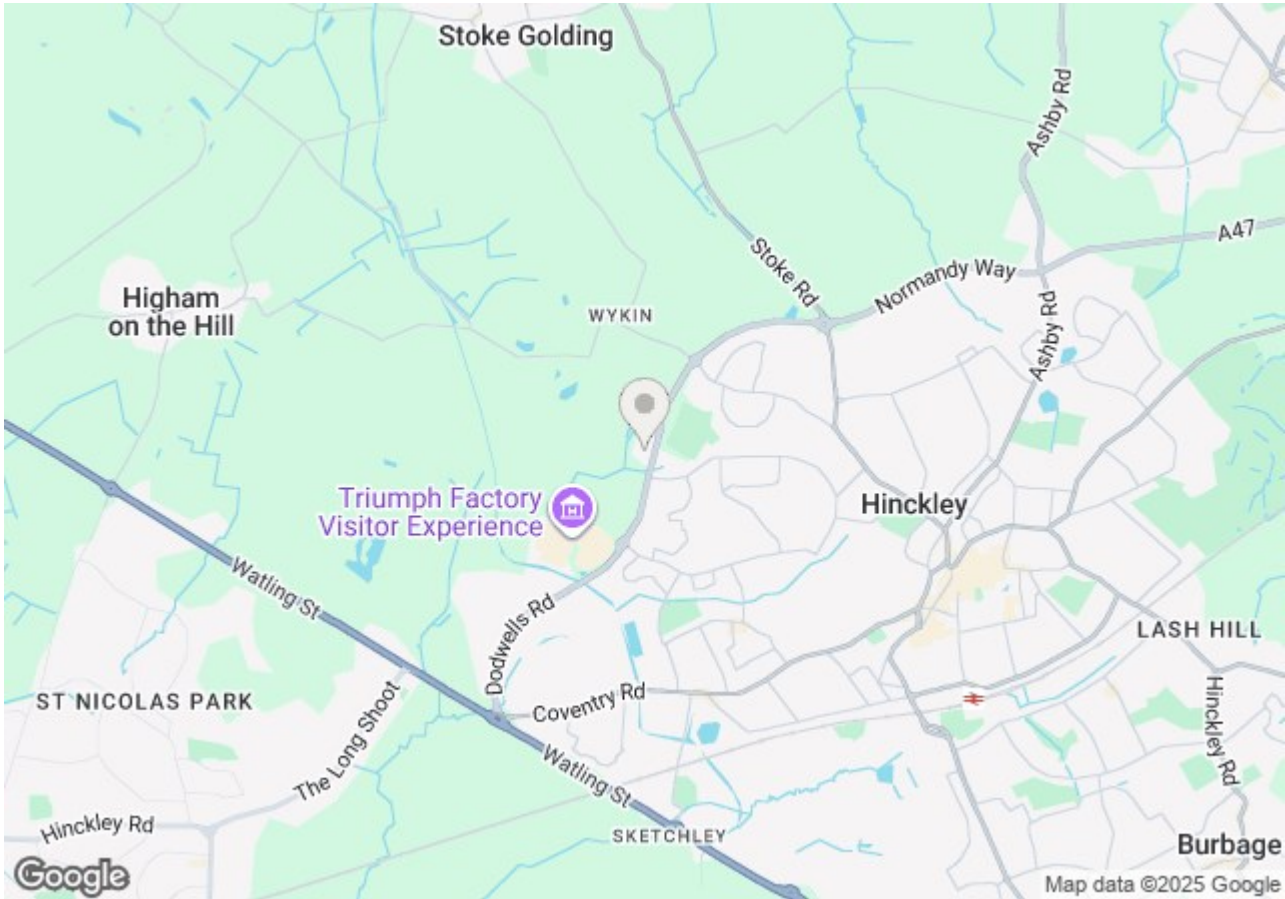 Stoke Golding
Ashby Rd
A47
Stoke Rd
Normandy Way
Higham
on the Hill
WYKIN
Ashby Rd
Triumph Factory
Visitor Experience
Hinckley
Watling St
Dodwells Rd
LASH HILL
ST NICOLAS PARK
The Long Shoot
Coventry Rd
Hinckley Rd
Watling St
Hinckley Rd
SKETCHLEY
Burbage
Google
Map data ©2025 Google